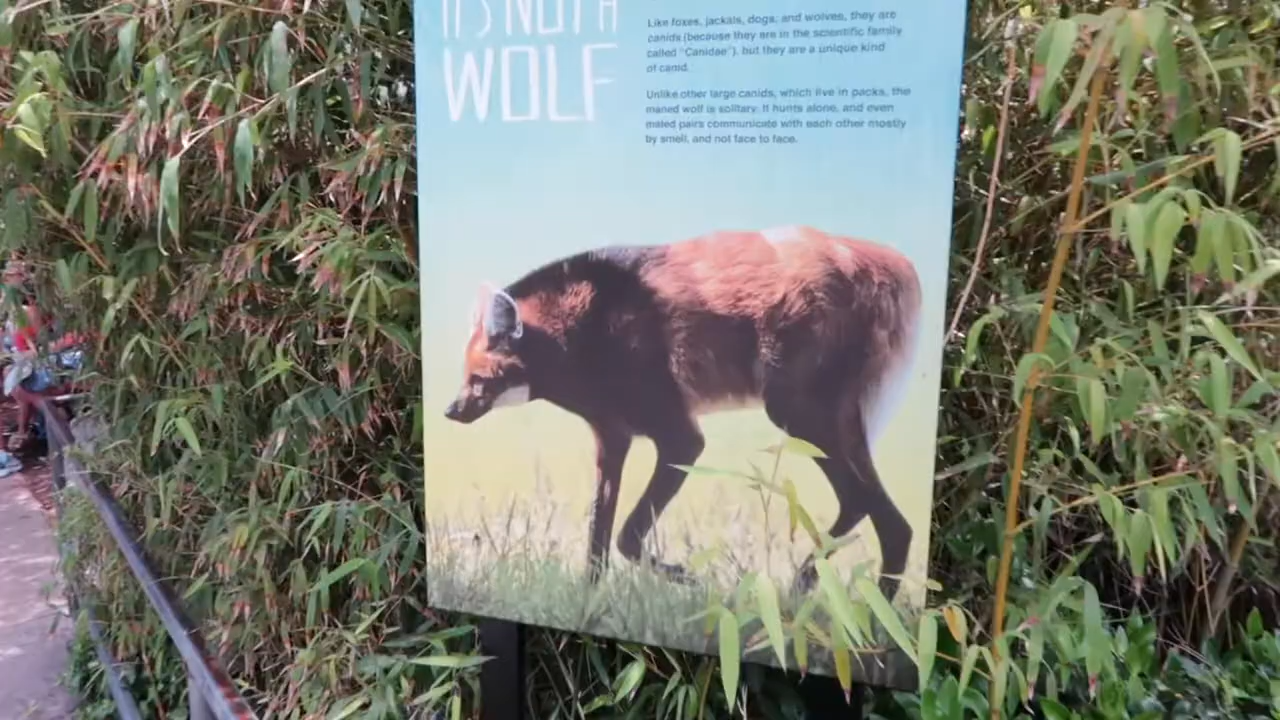 IT'S NOT A
WOLF
Like foxes, jackals, dogs, and wolves, they are
canids (because they are in the scientific family
called "Canidae"), but they are a unique kind
of canid.
Unlike other large canids, which live in packs, the
maned wolf is solitary. It hunts alone, and even
mated pairs communicate with each other mostly
by smell, and not face to face.